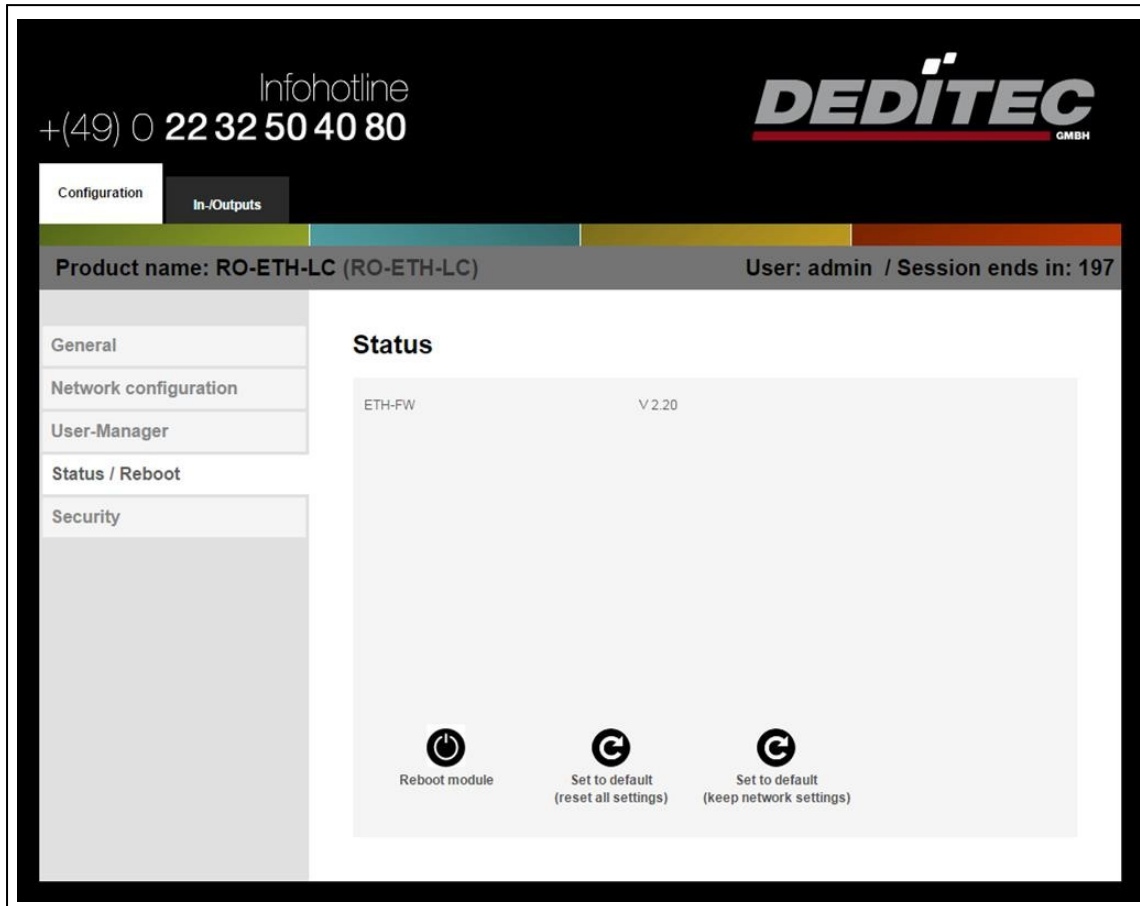 Infohotline
+(49) 0 22 32 50 40 80
DEDITEC
GMBH
Configuration
In-/Outputs
Product name: RO-ETH-LC (RO-ETH-LC)
User: admin / Session ends in: 197
General
Network configuration
User-Manager
Status / Reboot
Security
Status
ETH-FW V 2.20
Reboot module
Set to default
(reset all settings)
Set to default
(keep network settings)